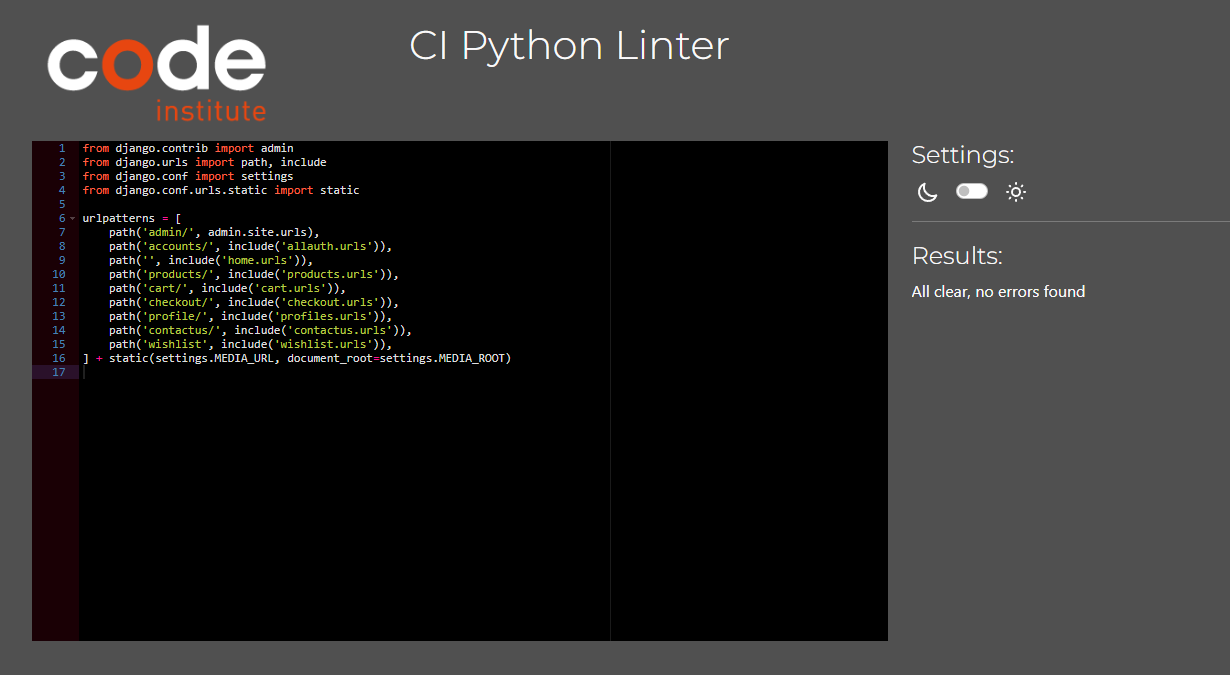 code
institute
CI Python Linter
1 from django.contrib import admin
2 from django.urls import path, include
3 from django.conf import settings
4 from django.conf.urls.static import static
5
6 urlpatterns = [
7     path('admin/', admin.site.urls),
8     path('accounts/', include('allauth.urls')),
9     path('', include('home.urls')),
10     path('products/', include('products.urls')),
11     path('cart/', include('cart.urls')),
12     path('checkout/', include('checkout.urls')),
13     path('profile/', include('profiles.urls')),
14     path('contactus/', include('contactus.urls')),
15     path('wishlist', include('wishlist.urls')),
16 ] + static(settings.MEDIA_URL, document_root=settings.MEDIA_ROOT)
17
Settings:
Results:
All clear, no errors found